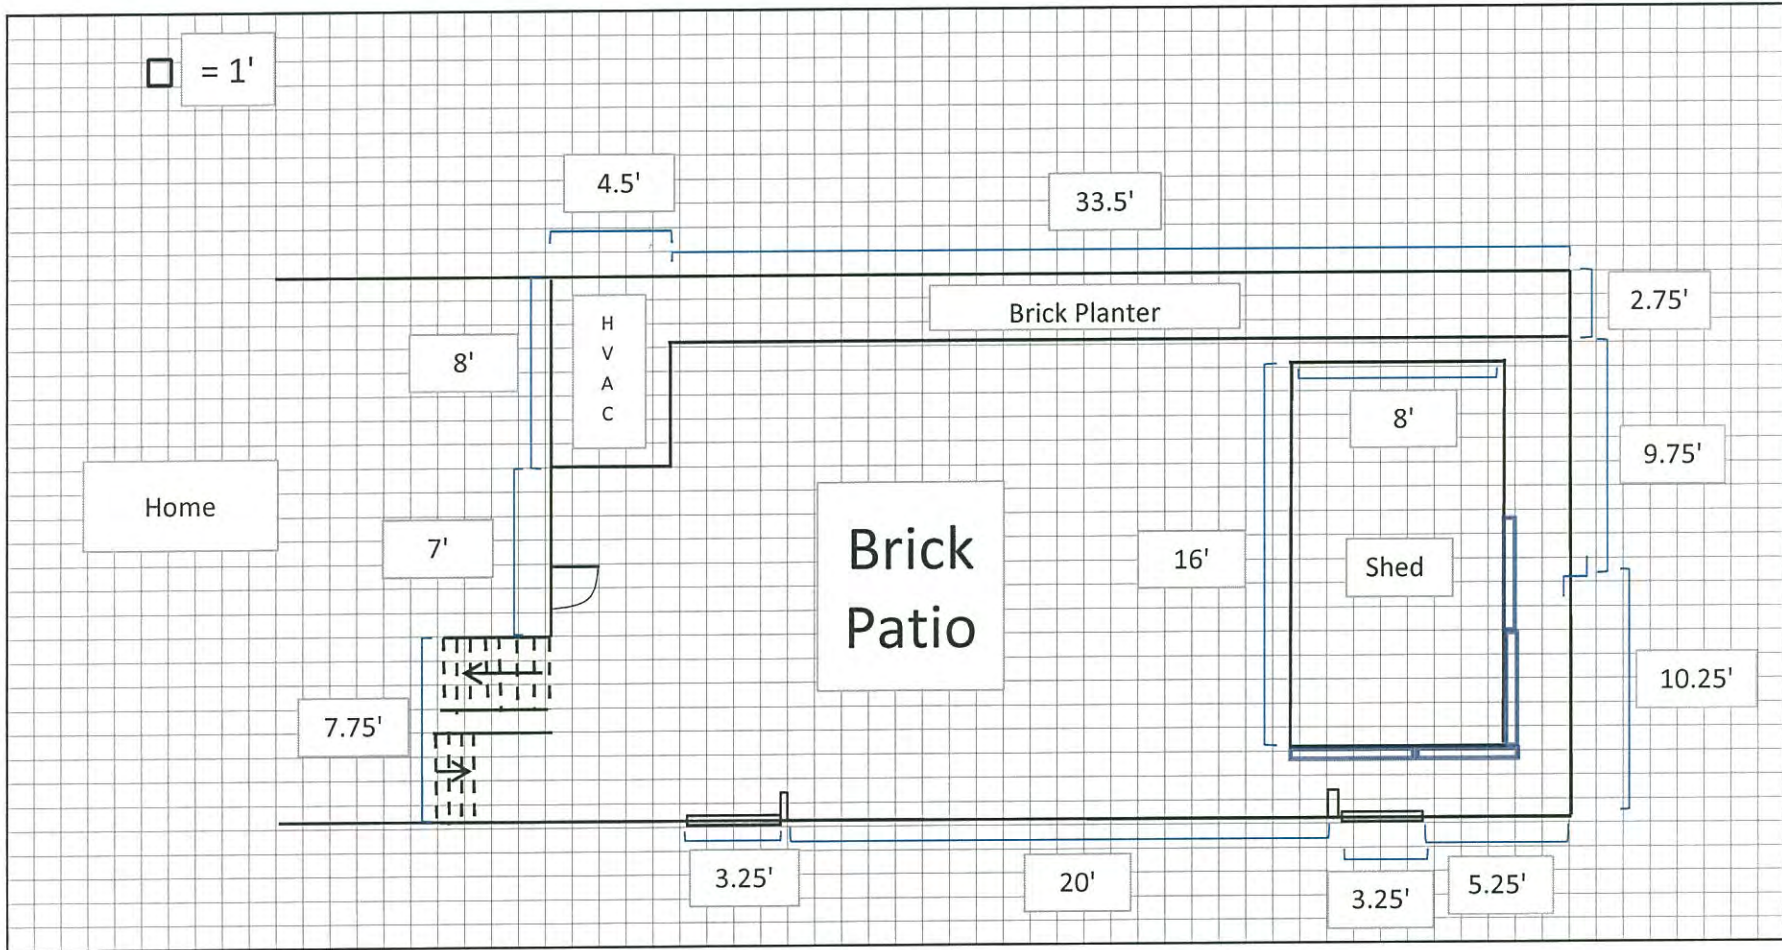 = 1'
4.5'
33.5'
Brick Planter
2.75'
H
V
A
C
8'
8'
9.75'
Home
7'
Brick
Patio
16'
Shed
10.25'
7.75'
3.25'
20'
3.25'
5.25'